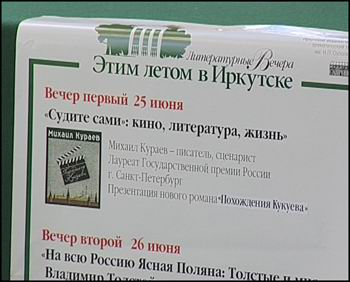 Литературные Вечера
Этим летом в Иркутске
Вечер первый 25 июня
«Судите сами»: кино, литература, жизнь»
Михаил Кураев
Михаил Кураев – писатель, сценарист
Лауреат Государственной премии России
г. Санкт-Петербург
Презентация нового романа "Похождения Кукуева"
Вечер второй 26 июня
«На всю Россию Ясная Поляна: Толстые и
Владимир Толстой